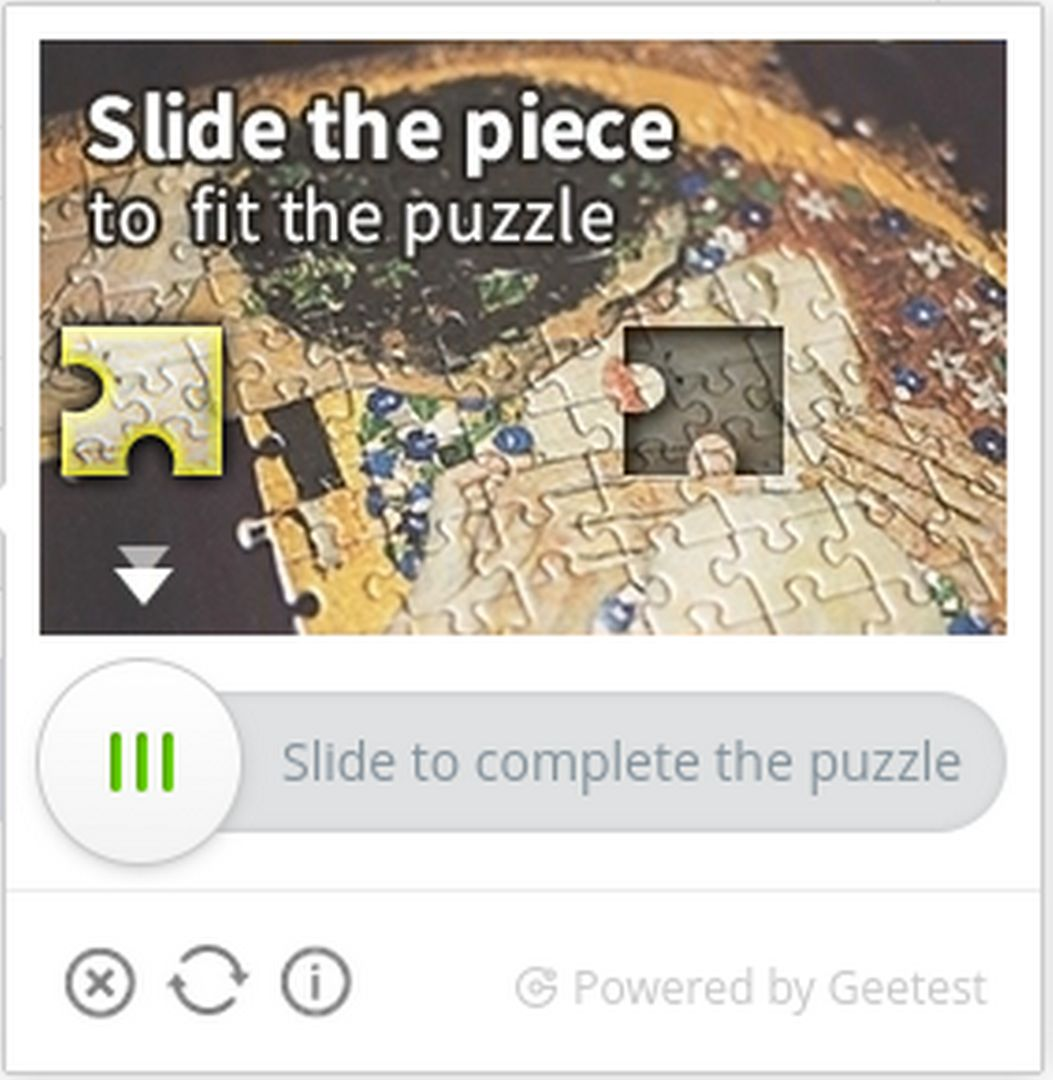 Slide the piece
to fit the puzzle
Slide to complete the puzzle
Powered by Geetest